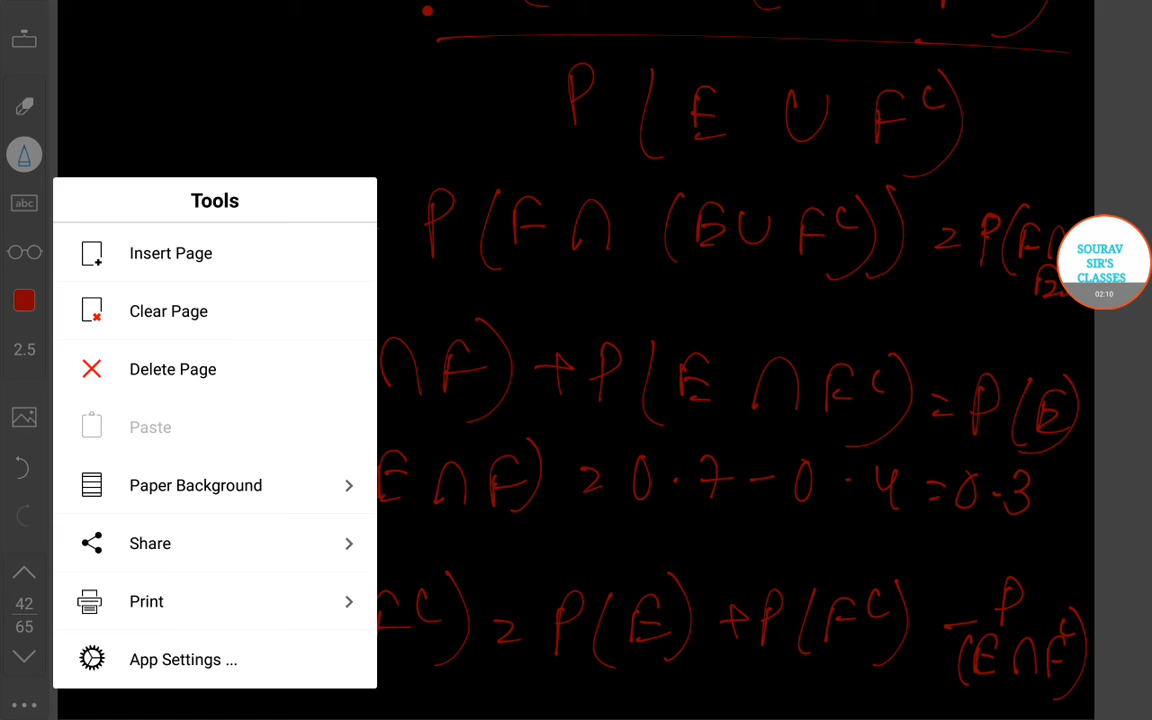 P(E ∪ F^C)
P(F ∩ (E ∪ F^C)) = P(F ∩
∩ F) + P(E ∩ F^C) = P(E)
E ∩ F) = 0.7 - 0.4 = 0.3
F^C) = P(E) + P(F^C) - P
(E ∩ F^C)
abc
2.5
42
65
Tools
Insert Page
Clear Page
Delete Page
Paste
Paper Background
Share
Print
App Settings ...
SOURAV
SIR'S
CLASSES
02:10